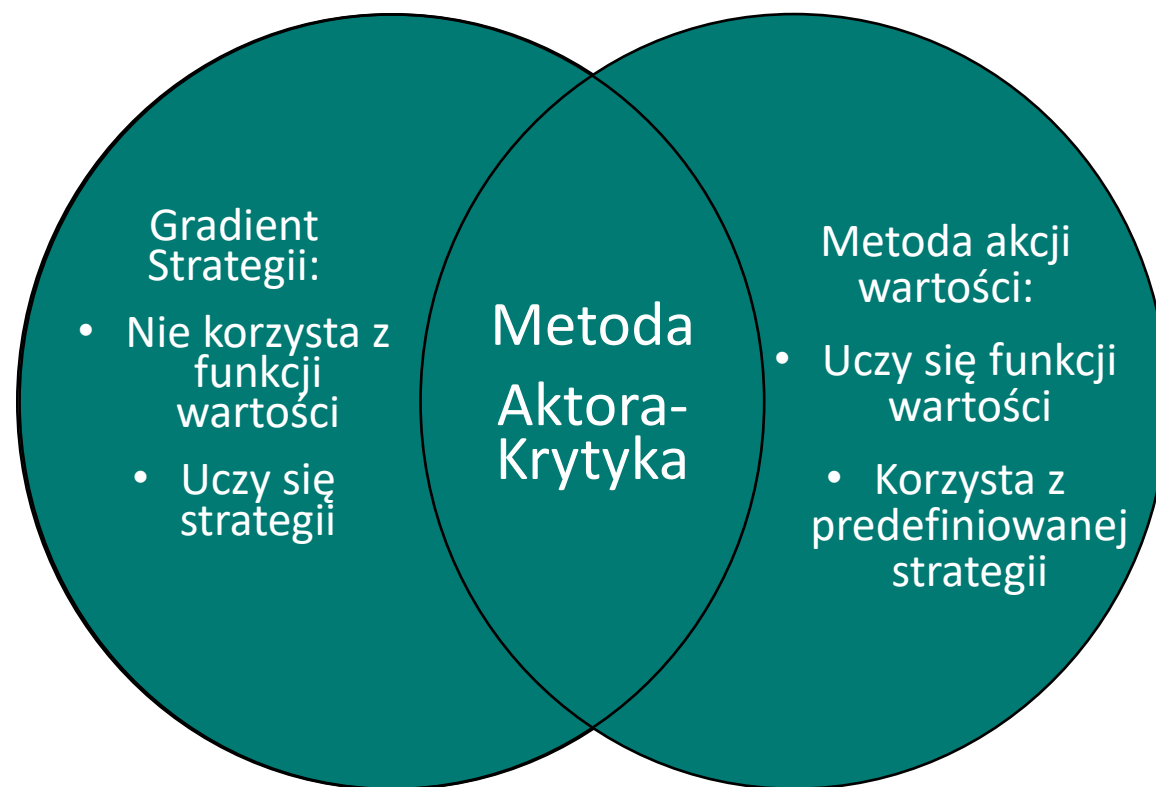 Gradient
Strategii:
• Nie korzysta z
funkcji
wartości
• Uczy się
strategii
Metoda
Aktora-
Krytyka
Metoda akcji
wartości:
• Uczy się funkcji
wartości
• Korzysta z
predefiniowanej
strategii